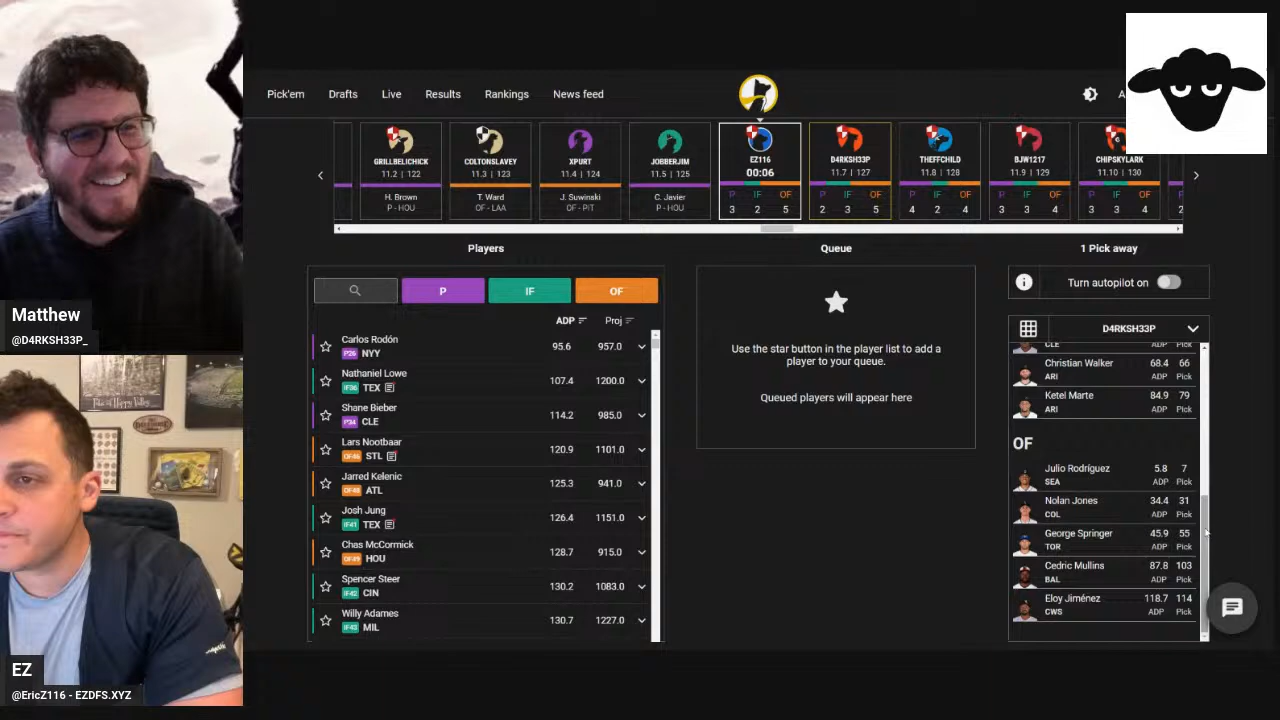 Pick'em Drafts Live Results Rankings News feed
GRILLBELICHICK
11.2 | 122
H. Brown
P - HOU
COLTONSLAVEY
11.3 | 123
T. Ward
OF - LAA
XPURT
11.4 | 124
J. Suwinski
OF - PIT
JOBBERJIM
11.5 | 125
C. Javier
P - HOU
EZ116
00:06
P IF OF
3 2 5
D4RKSH33P
11.7 | 127
P IF OF
2 3 5
THEFFCHILD
11.8 | 128
P IF OF
4 2 4
BJW1217
11.9 | 129
P IF OF
3 3 4
CHIPSKYLARK
11.10 | 130
P IF OF
3 3 4
Players
P IF OF
ADP Proj
Carlos Rodón
P26 NYY
95.6 957.0
Nathaniel Lowe
IF36 TEX
107.4 1200.0
Shane Bieber
P34 CLE
114.2 985.0
Lars Nootbaar
OF46 STL
120.9 1101.0
Jarred Kelenic
OF48 ATL
125.3 941.0
Josh Jung
IF41 TEX
126.4 1151.0
Chas McCormick
OF49 HOU
128.7 915.0
Spencer Steer
IF42 CIN
130.2 1083.0
Willy Adames
IF43 MIL
130.7 1227.0
Queue
Use the star button in the player list to add a
player to your queue.
Queued players will appear here
1 Pick away
Turn autopilot on
D4RKSH33P
CLE ADP Pick
Christian Walker 68.4 66
ARI ADP Pick
Ketel Marte 84.9 79
ARI ADP Pick
OF
Julio Rodríguez 5.8 7
SEA ADP Pick
Nolan Jones 34.4 31
COL ADP Pick
George Springer 45.9 55
TOR ADP Pick
Cedric Mullins 87.8 103
BAL ADP Pick
Eloy Jiménez 118.7 114
CWS ADP Pick
Matthew
@D4RKSH33P_
EZ
@EricZ116 - EZDFS.XYZ